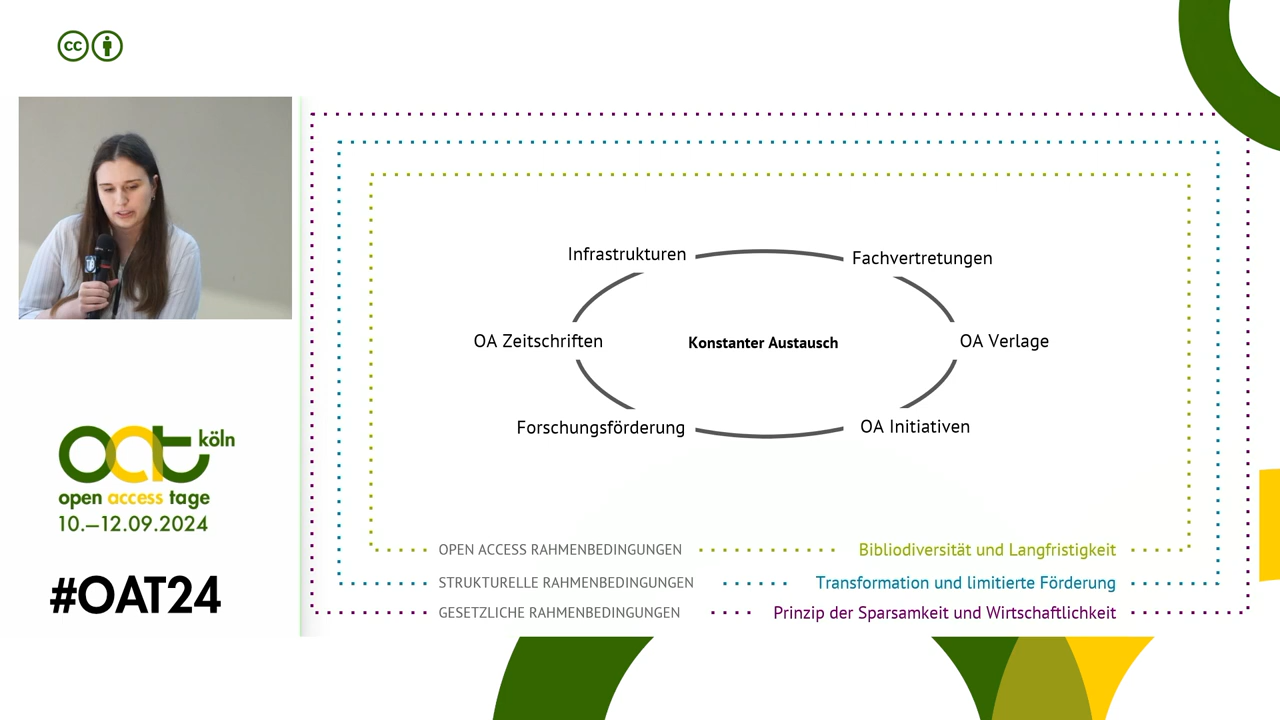 cc
Infrastrukturen
Fachvertretungen
OA Zeitschriften
Konstanter Austausch
OA Verlage
Forschungsförderung
OA Initiativen
oat köln
open access tage
10.—12.09.2024
#OAT24
OPEN ACCESS RAHMENBEDINGUNGEN
Bibliodiversität und Langfristigkeit
STRUKTURELLE RAHMENBEDINGUNGEN
Transformation und limitierte Förderung
GESETZLICHE RAHMENBEDINGUNGEN
Prinzip der Sparsamkeit und Wirtschaftlichkeit